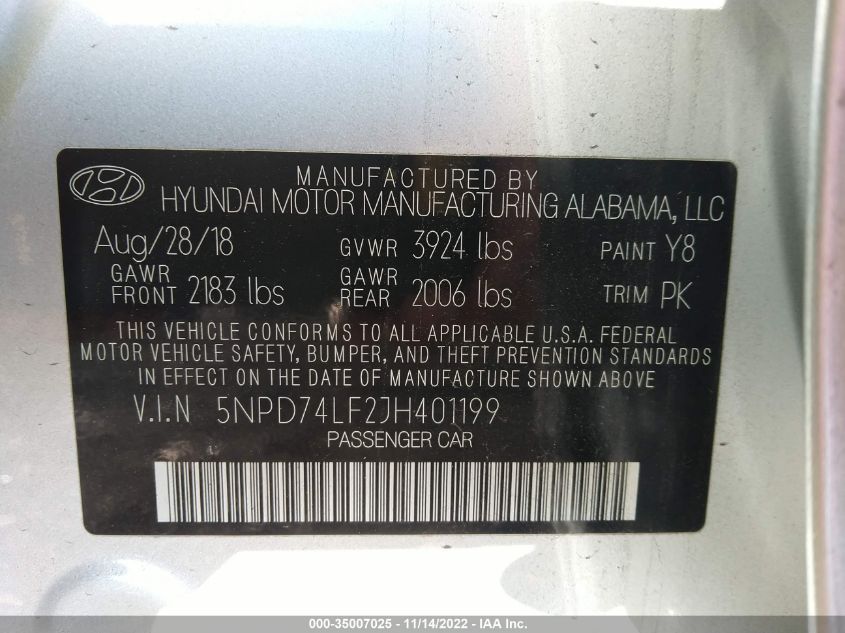 MANUFACTURED BY
HYUNDAI MOTOR MANUFACTURING ALABAMA, LLC
Aug/28/18 GVWR 3924 lbs PAINT Y8
GAWR FRONT 2183 lbs GAWR REAR 2006 lbs TRIM PK
THIS VEHICLE CONFORMS TO ALL APPLICABLE U.S.A. FEDERAL
MOTOR VEHICLE SAFETY, BUMPER, AND THEFT PREVENTION STANDARDS
IN EFFECT ON THE DATE OF MANUFACTURE SHOWN ABOVE
V.I.N 5NPD74LF2JH401199
PASSENGER CAR
000-35007025 - 11/14/2022 - IAA Inc.